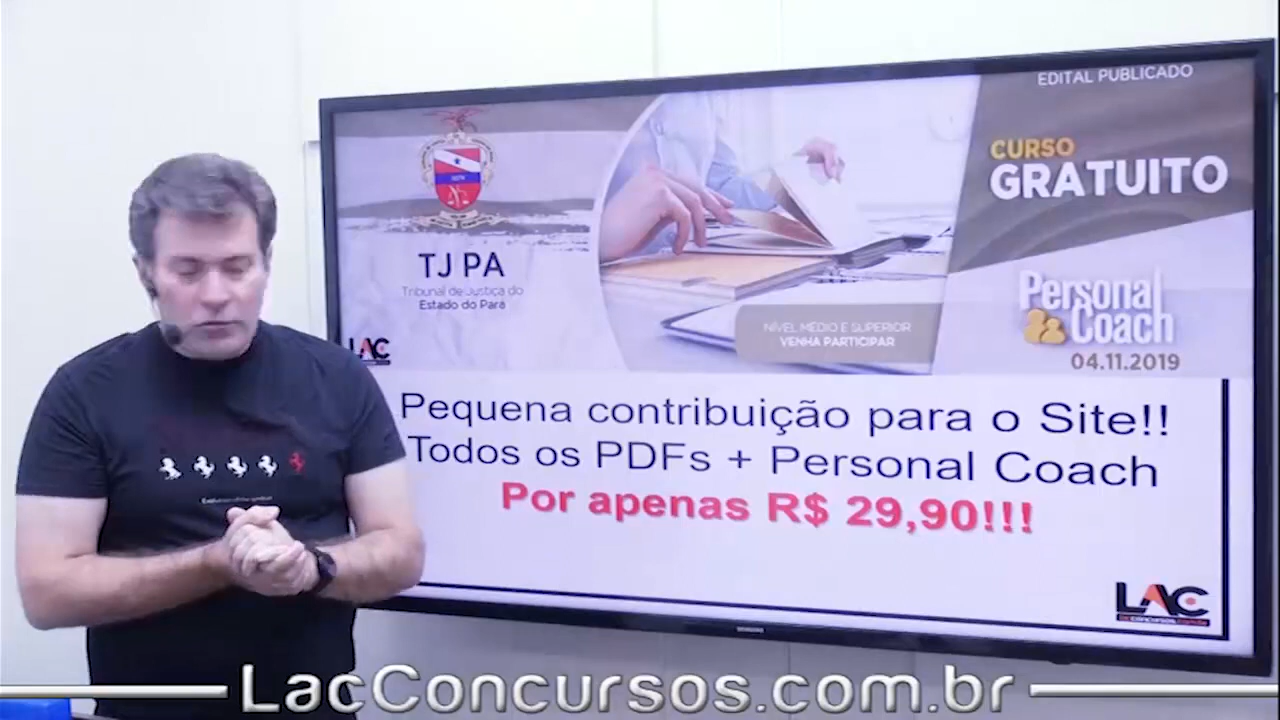 EDITAL PUBLICADO
CURSO
GRATUITO
TJ PA
Tribunal de Justiça do
Estado do Pará
Personal
Coach
04.11.2019
NÍVEL MÉDIO E SUPERIOR
VENHA PARTICIPAR
LAC
Pequena contribuição para o Site!!
Todos os PDFs + Personal Coach
Por apenas R$ 29,90!!!
LAC
LacConcursos.com.br